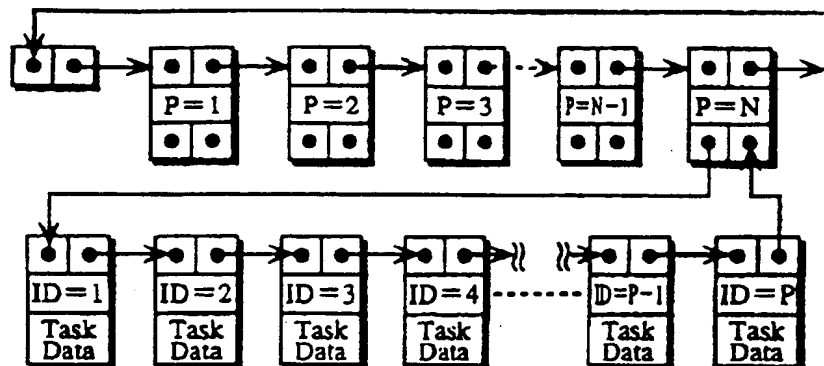 P=1 P=2 P=3 P=N-1 P=N
ID=1 ID=2 ID=3 ID=4 ID=P-1 ID=P
Task Task Task Task Task Task
Data Data Data Data Data Data